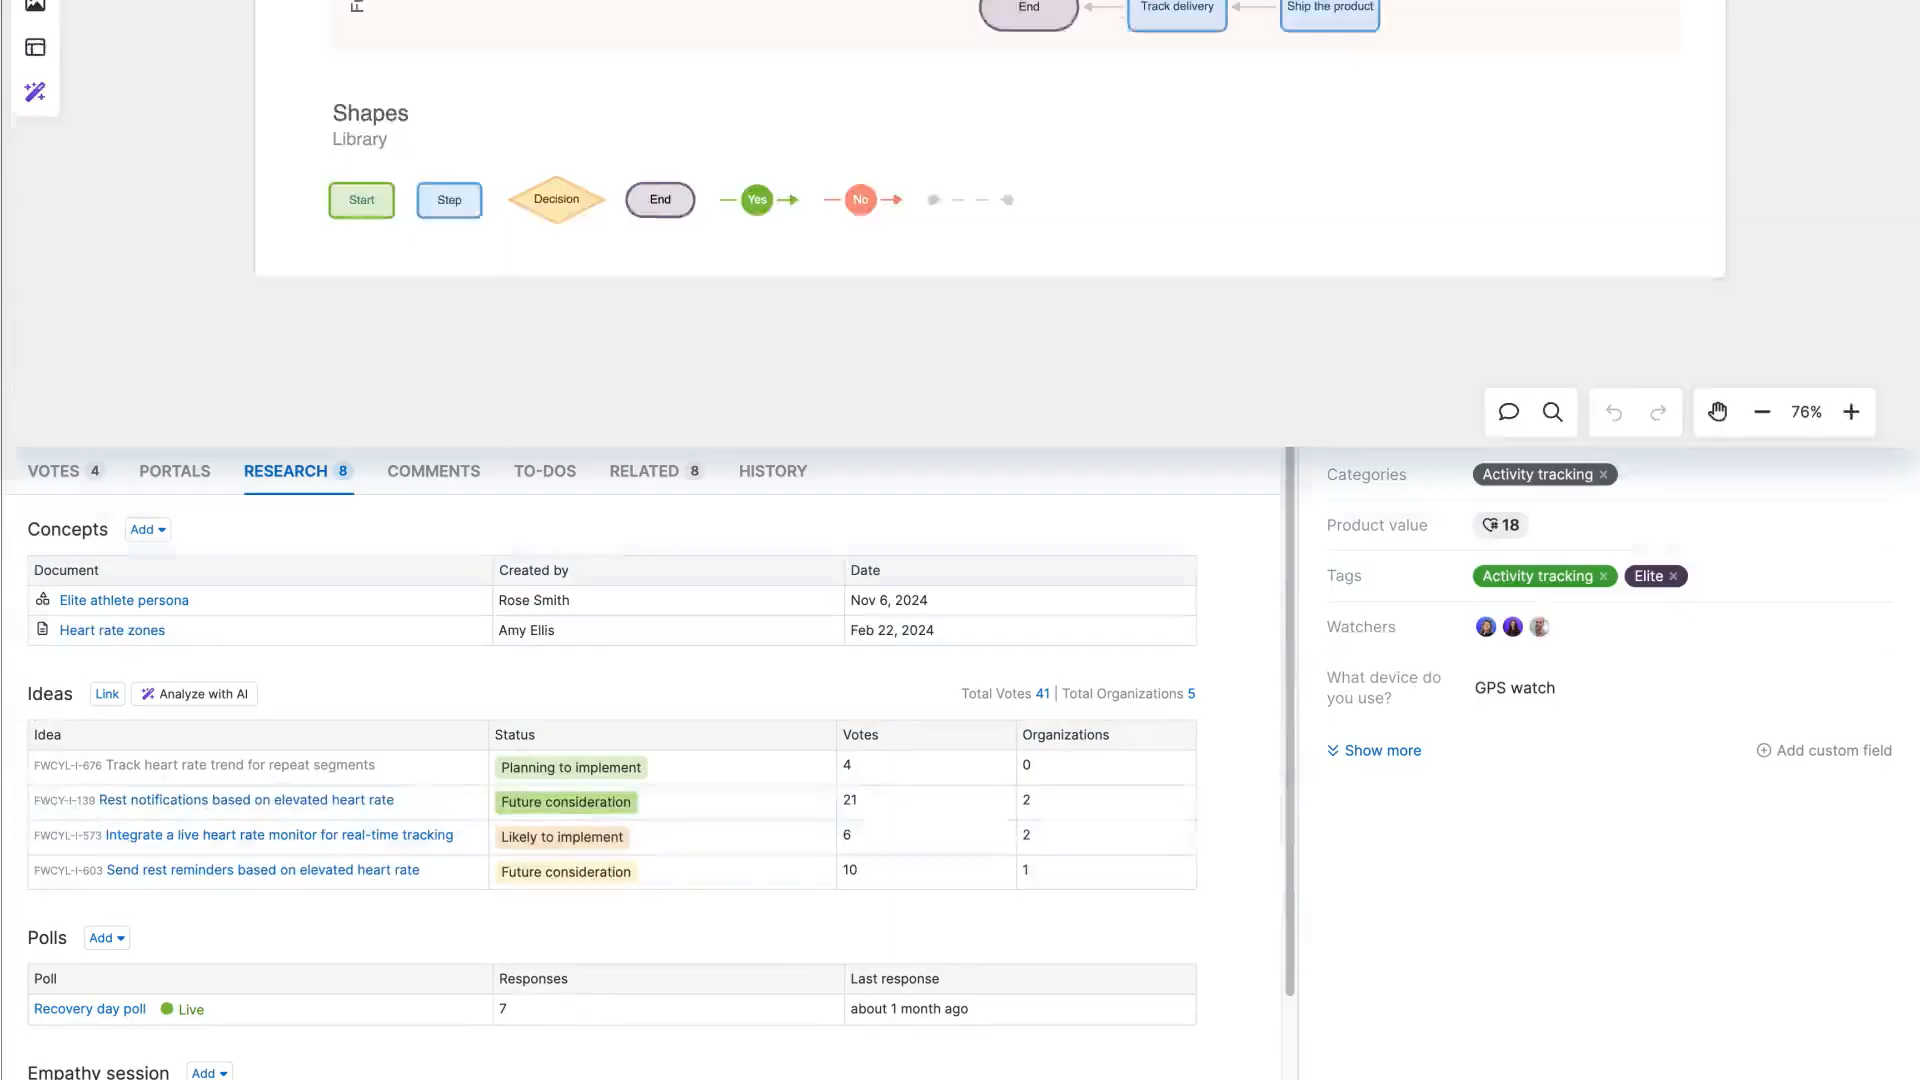 End
Track delivery
Ship the product
Shapes
Library
Start
Step
Decision
End
Yes
No
76%
VOTES 4 PORTALS RESEARCH 8 COMMENTS TO-DOS RELATED 8 HISTORY
Concepts Add
Document Created by Date
Elite athlete persona Rose Smith Nov 6, 2024
Heart rate zones Amy Ellis Feb 22, 2024
Ideas Link Analyze with AI Total Votes 41 | Total Organizations 5
Idea Status Votes Organizations
FWCYL-I-676 Track heart rate trend for repeat segments Planning to implement 4 0
FWCY-I-139 Rest notifications based on elevated heart rate Future consideration 21 2
FWCYL-I-573 Integrate a live heart rate monitor for real-time tracking Likely to implement 6 2
FWCYL-I-603 Send rest reminders based on elevated heart rate Future consideration 10 1
Polls Add
Poll Responses Last response
Recovery day poll Live 7 about 1 month ago
Empathy session Add
Categories Activity tracking ×
Product value 18
Tags Activity tracking × Elite ×
Watchers
What device do
you use?
GPS watch
Show more
Add custom field